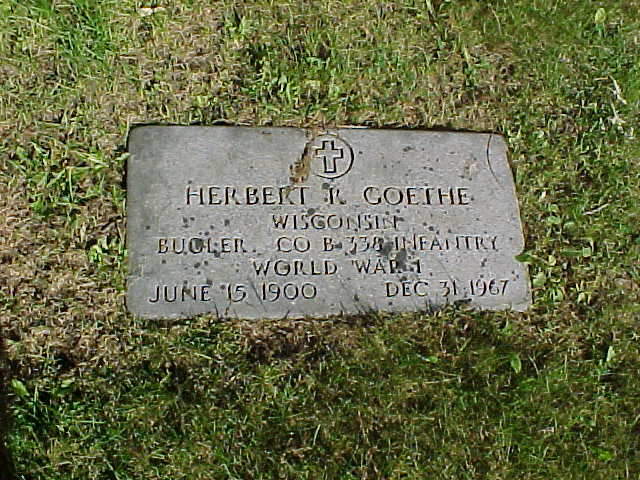 HERBERT R GOETHE
WISCONSIN
BUGLER CO B 338 INFANTRY
WORLD WAR I
JUNE 15 1900 DEC 31 1967